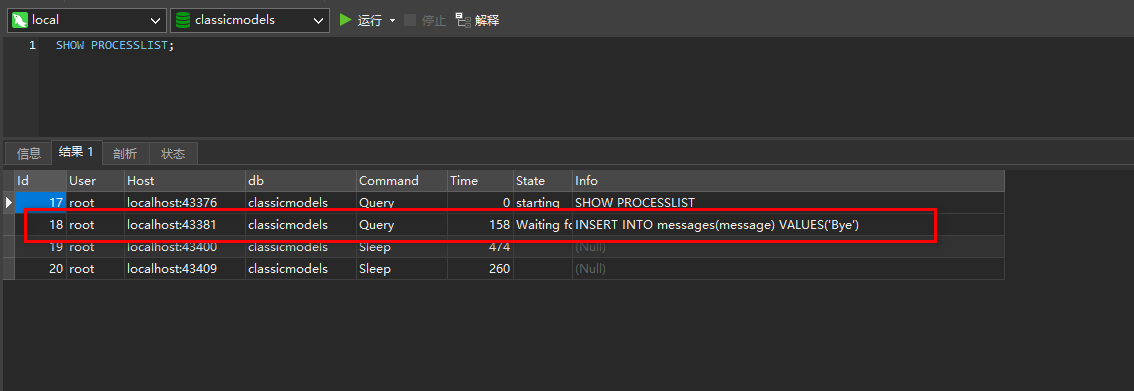 local classicmodels 运行 停止 解释
1 SHOW PROCESSLIST;
信息 结果 1 剖析 状态
Id User Host db Command Time State Info
17 root localhost:43376 classicmodels Query 0 starting SHOW PROCESSLIST
18 root localhost:43381 classicmodels Query 158 Waiting fo INSERT INTO messages(message) VALUES('Bye')
19 root localhost:43400 classicmodels Sleep 474 (Null)
20 root localhost:43409 classicmodels Sleep 260 (Null)